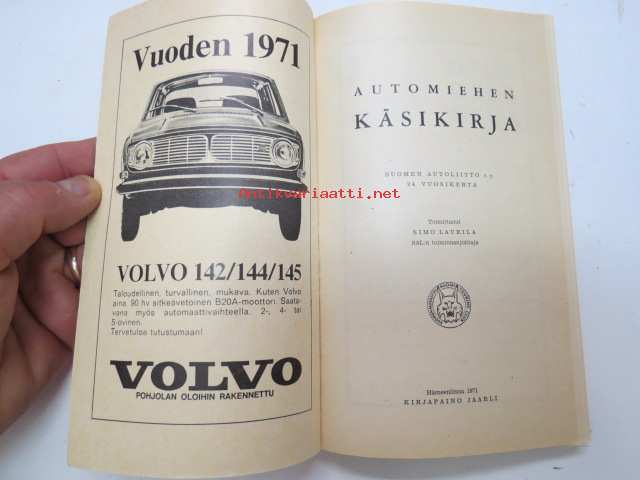 Vuoden 1971
VOLVO 142/144/145
Taloudellinen, turvallinen, mukava. Kuten Volvo
aina. 90 hv sitkeävetoinen B20A-moottori. Saata-
vana myös automaattivaihteella. 2-, 4- tai
5-ovinen.
Tervetuloa tutustumaan!
VOLVO
POHJOLAN OLOIHIN RAKENNETTU
AUTOMIEHEN
KÄSIKIRJA
SUOMEN AUTOLIITTO r.y.
24. VUOSIKERTA
Toimittanut
SIMO LAURILA
SAL:n toiminnanjohtaja
Hämeenlinna 1971
KIRJAPAINO JAARLI
Antikvariaatti.net